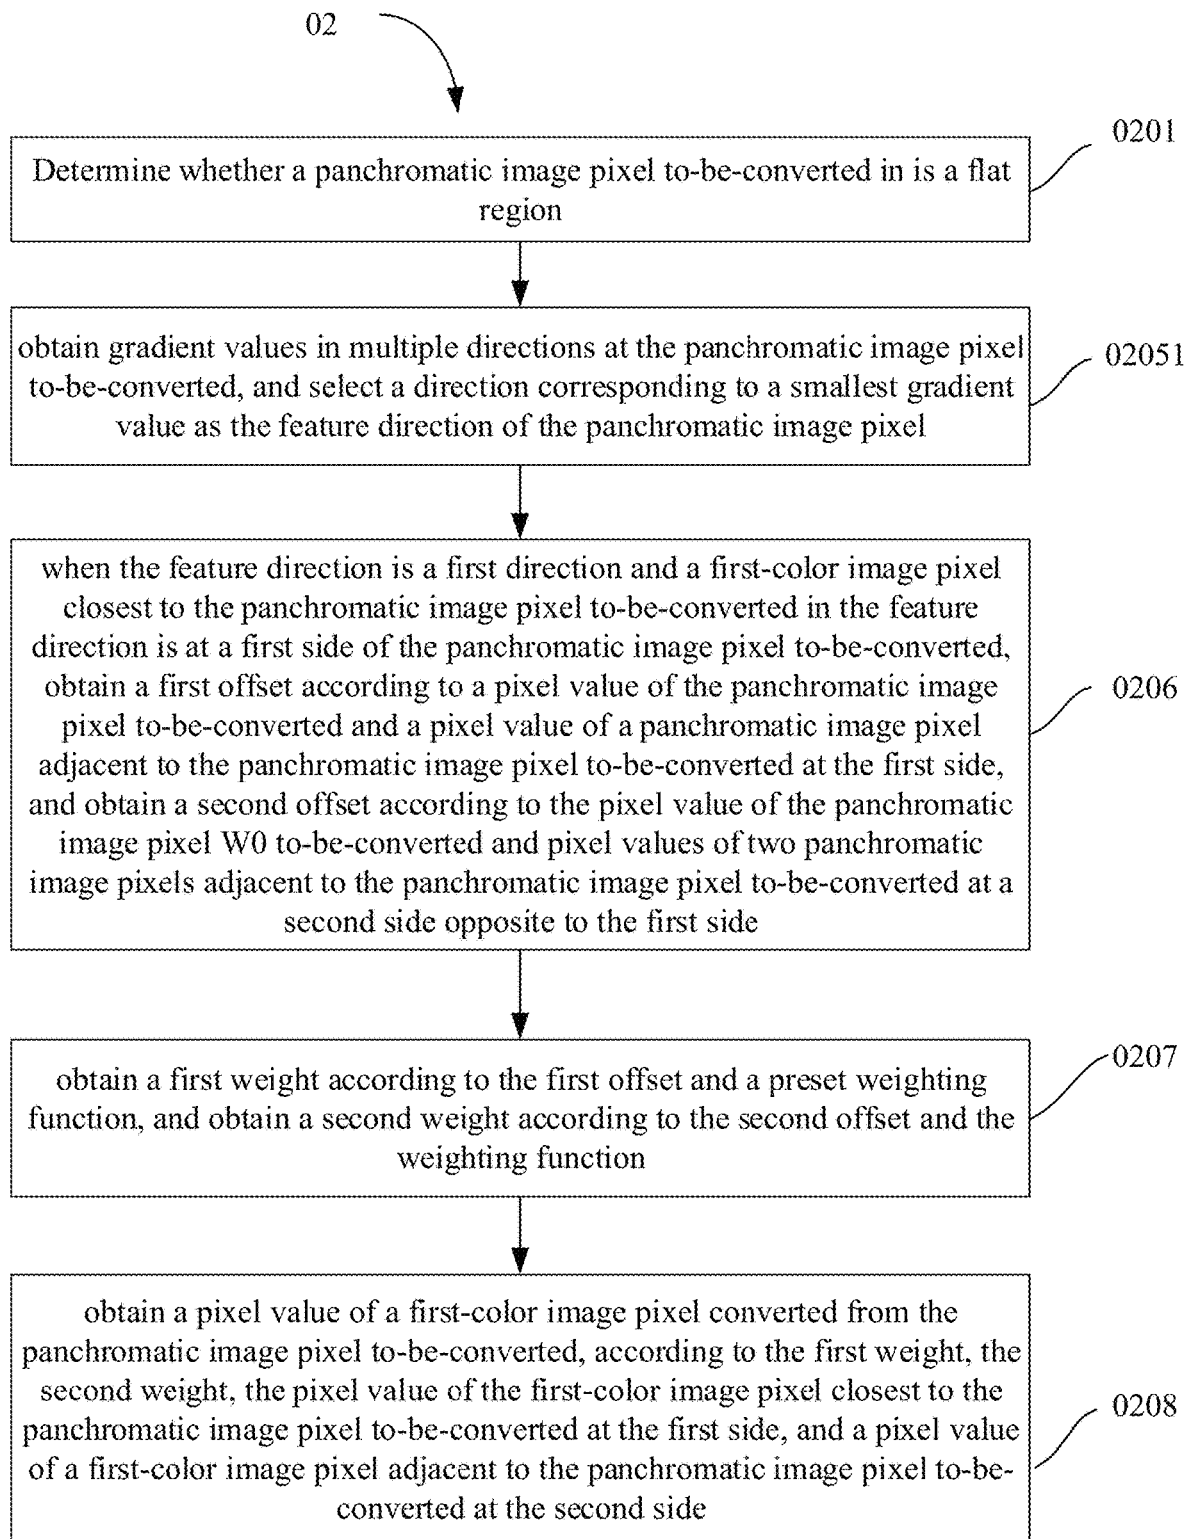 02
Determine whether a panchromatic image pixel to-be-converted in is a flat
region
0201
obtain gradient values in multiple directions at the panchromatic image pixel
to-be-converted, and select a direction corresponding to a smallest gradient
value as the feature direction of the panchromatic image pixel
02051
when the feature direction is a first direction and a first-color image pixel
closest to the panchromatic image pixel to-be-converted in the feature
direction is at a first side of the panchromatic image pixel to-be-converted,
obtain a first offset according to a pixel value of the panchromatic image
pixel to-be-converted and a pixel value of a panchromatic image pixel
adjacent to the panchromatic image pixel to-be-converted at the first side,
and obtain a second offset according to the pixel value of the panchromatic
image pixel W0 to-be-converted and pixel values of two panchromatic
image pixels adjacent to the panchromatic image pixel to-be-converted at a
second side opposite to the first side
0206
obtain a first weight according to the first offset and a preset weighting
function, and obtain a second weight according to the second offset and the
weighting function
0207
obtain a pixel value of a first-color image pixel converted from the
panchromatic image pixel to-be-converted, according to the first weight, the
second weight, the pixel value of the first-color image pixel closest to the
panchromatic image pixel to-be-converted at the first side, and a pixel value
of a first-color image pixel adjacent to the panchromatic image pixel to-be-
converted at the second side
0208